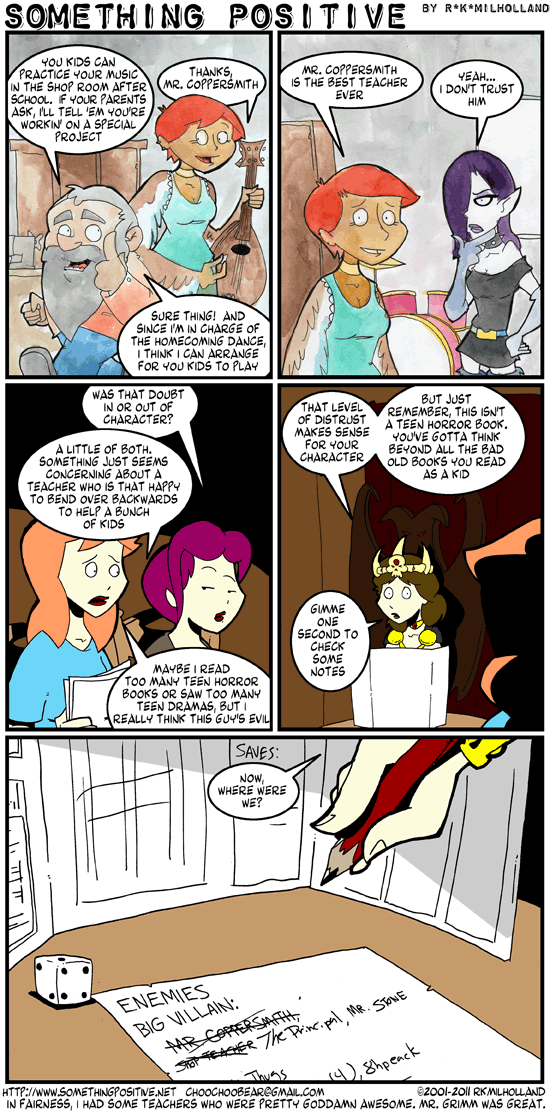 SOMETHING POSITIVE BY R*K*MILHOLLAND
YOU KIDS CAN
PRACTICE YOUR MUSIC
IN THE SHOP ROOM AFTER
SCHOOL. IF YOUR PARENTS
ASK, I'LL TELL 'EM YOU'RE
WORKIN' ON A SPECIAL
PROJECT
THANKS,
MR. COPPERSMITH
SURE THING! AND
SINCE I'M IN CHARGE OF
THE HOMECOMING DANCE,
I THINK I CAN ARRANGE
FOR YOU KIDS TO PLAY
MR. COPPERSMITH
IS THE BEST TEACHER
EVER
YEAH...
I DON'T TRUST
HIM
WAS THAT DOUBT
IN OR OUT OF
CHARACTER?
A LITTLE OF BOTH.
SOMETHING JUST SEEMS
CONCERNING ABOUT A
TEACHER WHO IS THAT HAPPY
TO BEND OVER BACKWARDS
TO HELP A BUNCH
OF KIDS
MAYBE I READ
TOO MANY TEEN HORROR
BOOKS OR SAW TOO MANY
TEEN DRAMAS, BUT I
REALLY THINK THIS GUY'S EVIL
THAT LEVEL
OF DISTRUST
MAKES SENSE
FOR YOUR
CHARACTER
BUT JUST
REMEMBER, THIS ISN'T
A TEEN HORROR BOOK.
YOU'VE GOTTA THINK
BEYOND ALL THE BAD
OLD BOOKS YOU READ
AS A KID
GIMME
ONE
SECOND TO
CHECK
SOME
NOTES
SAVES:
NOW,
WHERE WERE
WE?
ENEMIES
BIG VILLAIN:
MR COPPERSMITH,
SHOP TEACHER The Principal, MR. STONE
Thugs (4), Shpeack
HTTP://WWW.SOMETHINGPOSITIVE.NET CHOOCHOOBEAR@GMAIL.COM ©2001-2011 RKMILHOLLAND
IN FAIRNESS, I HAD SOME TEACHERS WHO WERE PRETTY GODDAMN AWESOME. MR. GRIMM WAS GREAT.